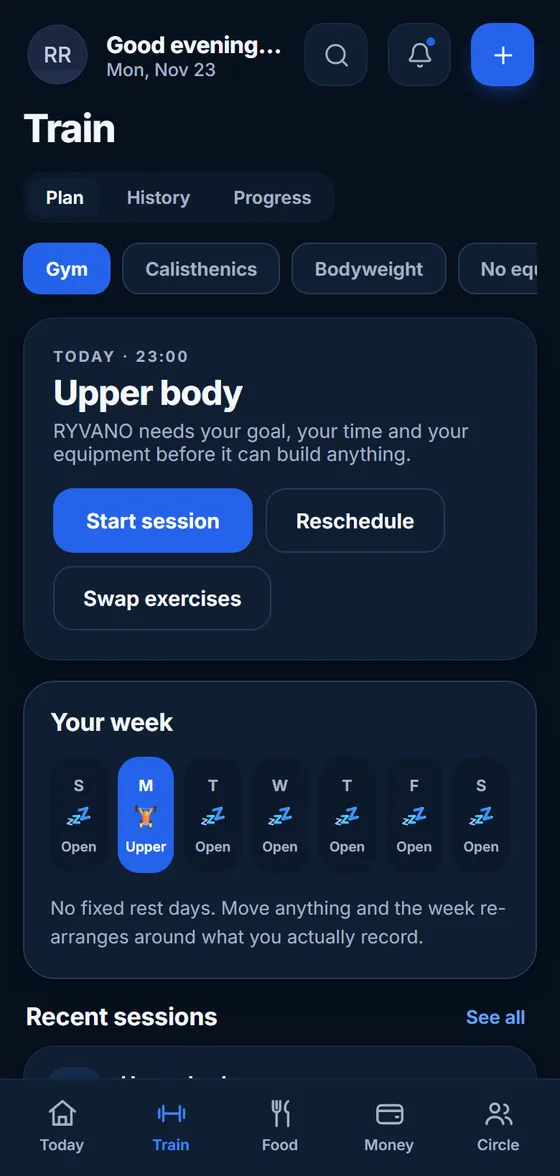 RR
Good evening...
Mon, Nov 23
Train
Plan History Progress
Gym Calisthenics Bodyweight No equ
TODAY · 23:00
Upper body
RYVANO needs your goal, your time and your
equipment before it can build anything.
Start session Reschedule
Swap exercises
Your week
S M T W T F S
Open Upper Open Open Open Open Open
No fixed rest days. Move anything and the week re-
arranges around what you actually record.
Recent sessions See all
Today Train Food Money Circle